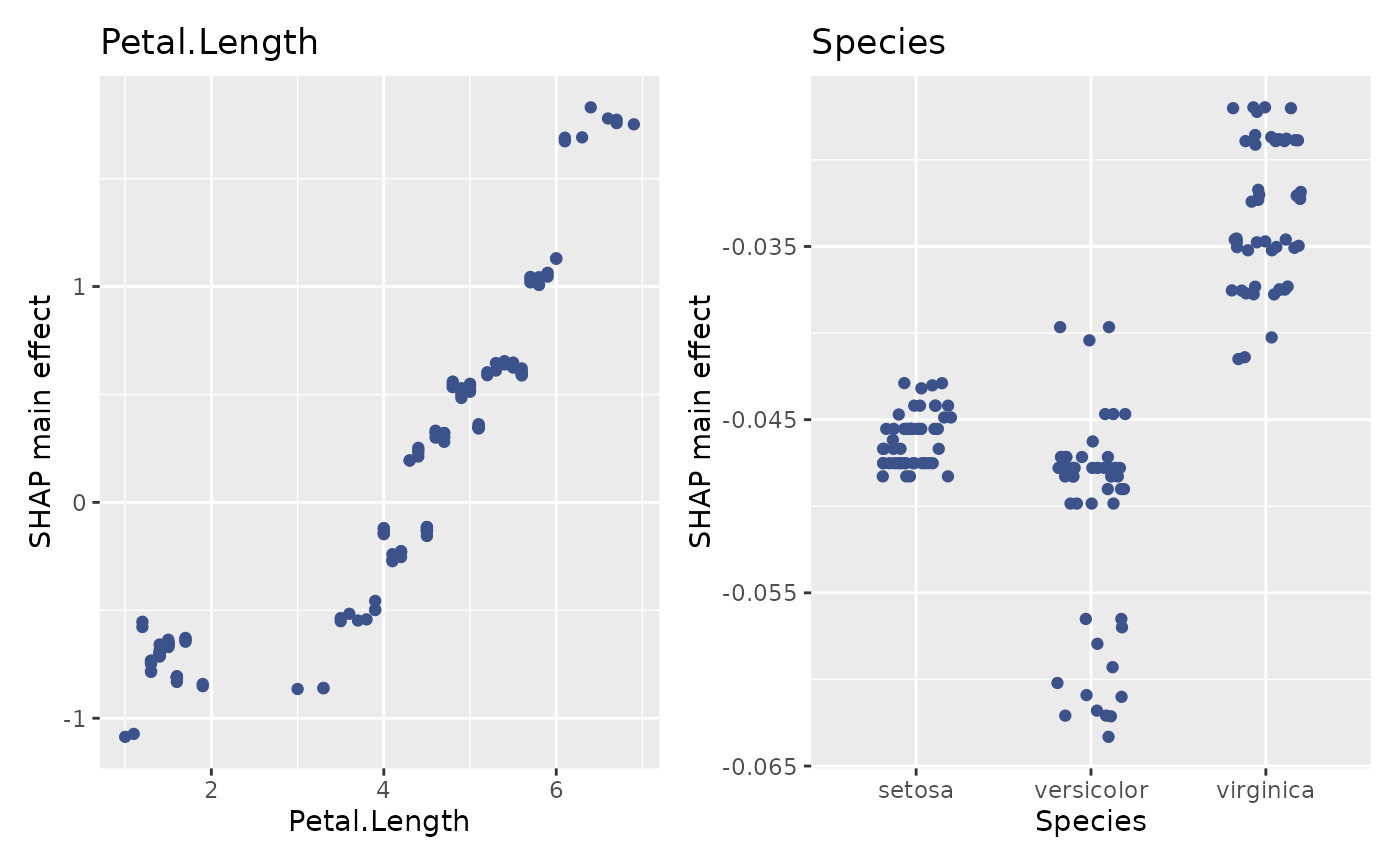 Petal.Length
SHAP main effect
1
0
-1
2 4 6
Petal.Length
Species
SHAP main effect
-0.035
-0.045
-0.055
-0.065
setosa versicolor virginica
Species